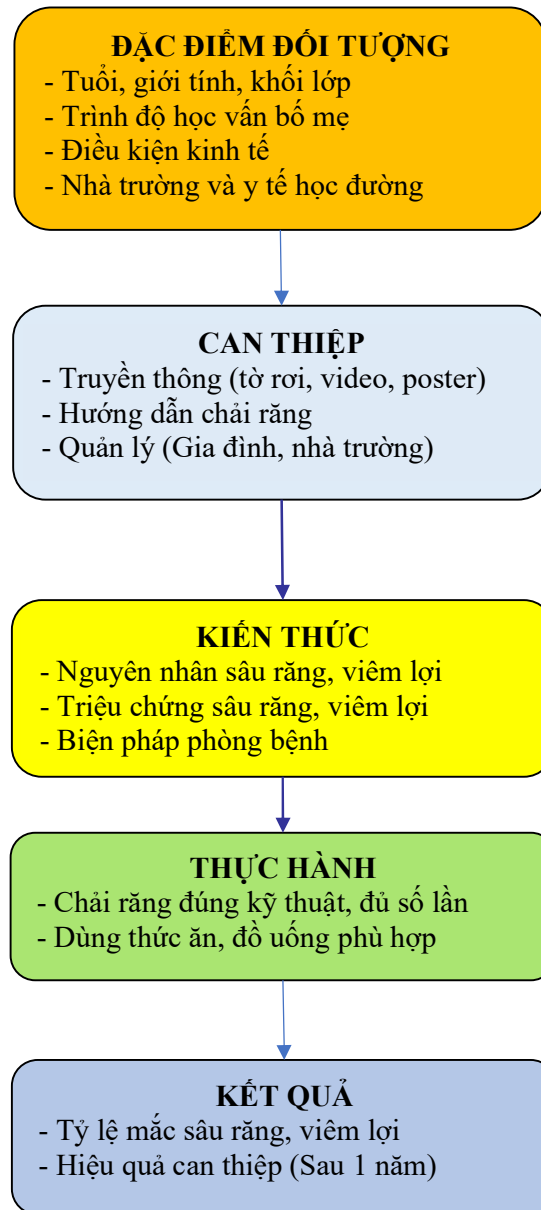 ĐẶC ĐIỂM ĐỐI TƯỢNG
- Tuổi, giới tính, khối lớp
- Trình độ học vấn bố mẹ
- Điều kiện kinh tế
- Nhà trường và y tế học đường
CAN THIỆP
- Truyền thông (tờ rơi, video, poster)
- Hướng dẫn chải răng
- Quản lý (Gia đình, nhà trường)
KIẾN THỨC
- Nguyên nhân sâu răng, viêm lợi
- Triệu chứng sâu răng, viêm lợi
- Biện pháp phòng bệnh
THỰC HÀNH
- Chải răng đúng kỹ thuật, đủ số lần
- Dùng thức ăn, đồ uống phù hợp
KẾT QUẢ
- Tỷ lệ mắc sâu răng, viêm lợi
- Hiệu quả can thiệp (Sau 1 năm)